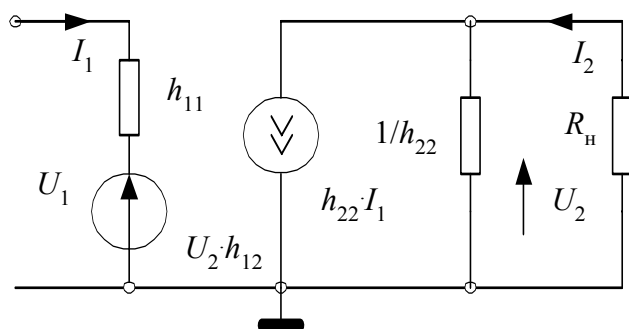 I₁
I₂
h₁₁
1/h₂₂
Rн
U₁
h₂₂·I₁
U₂
U₂·h₁₂